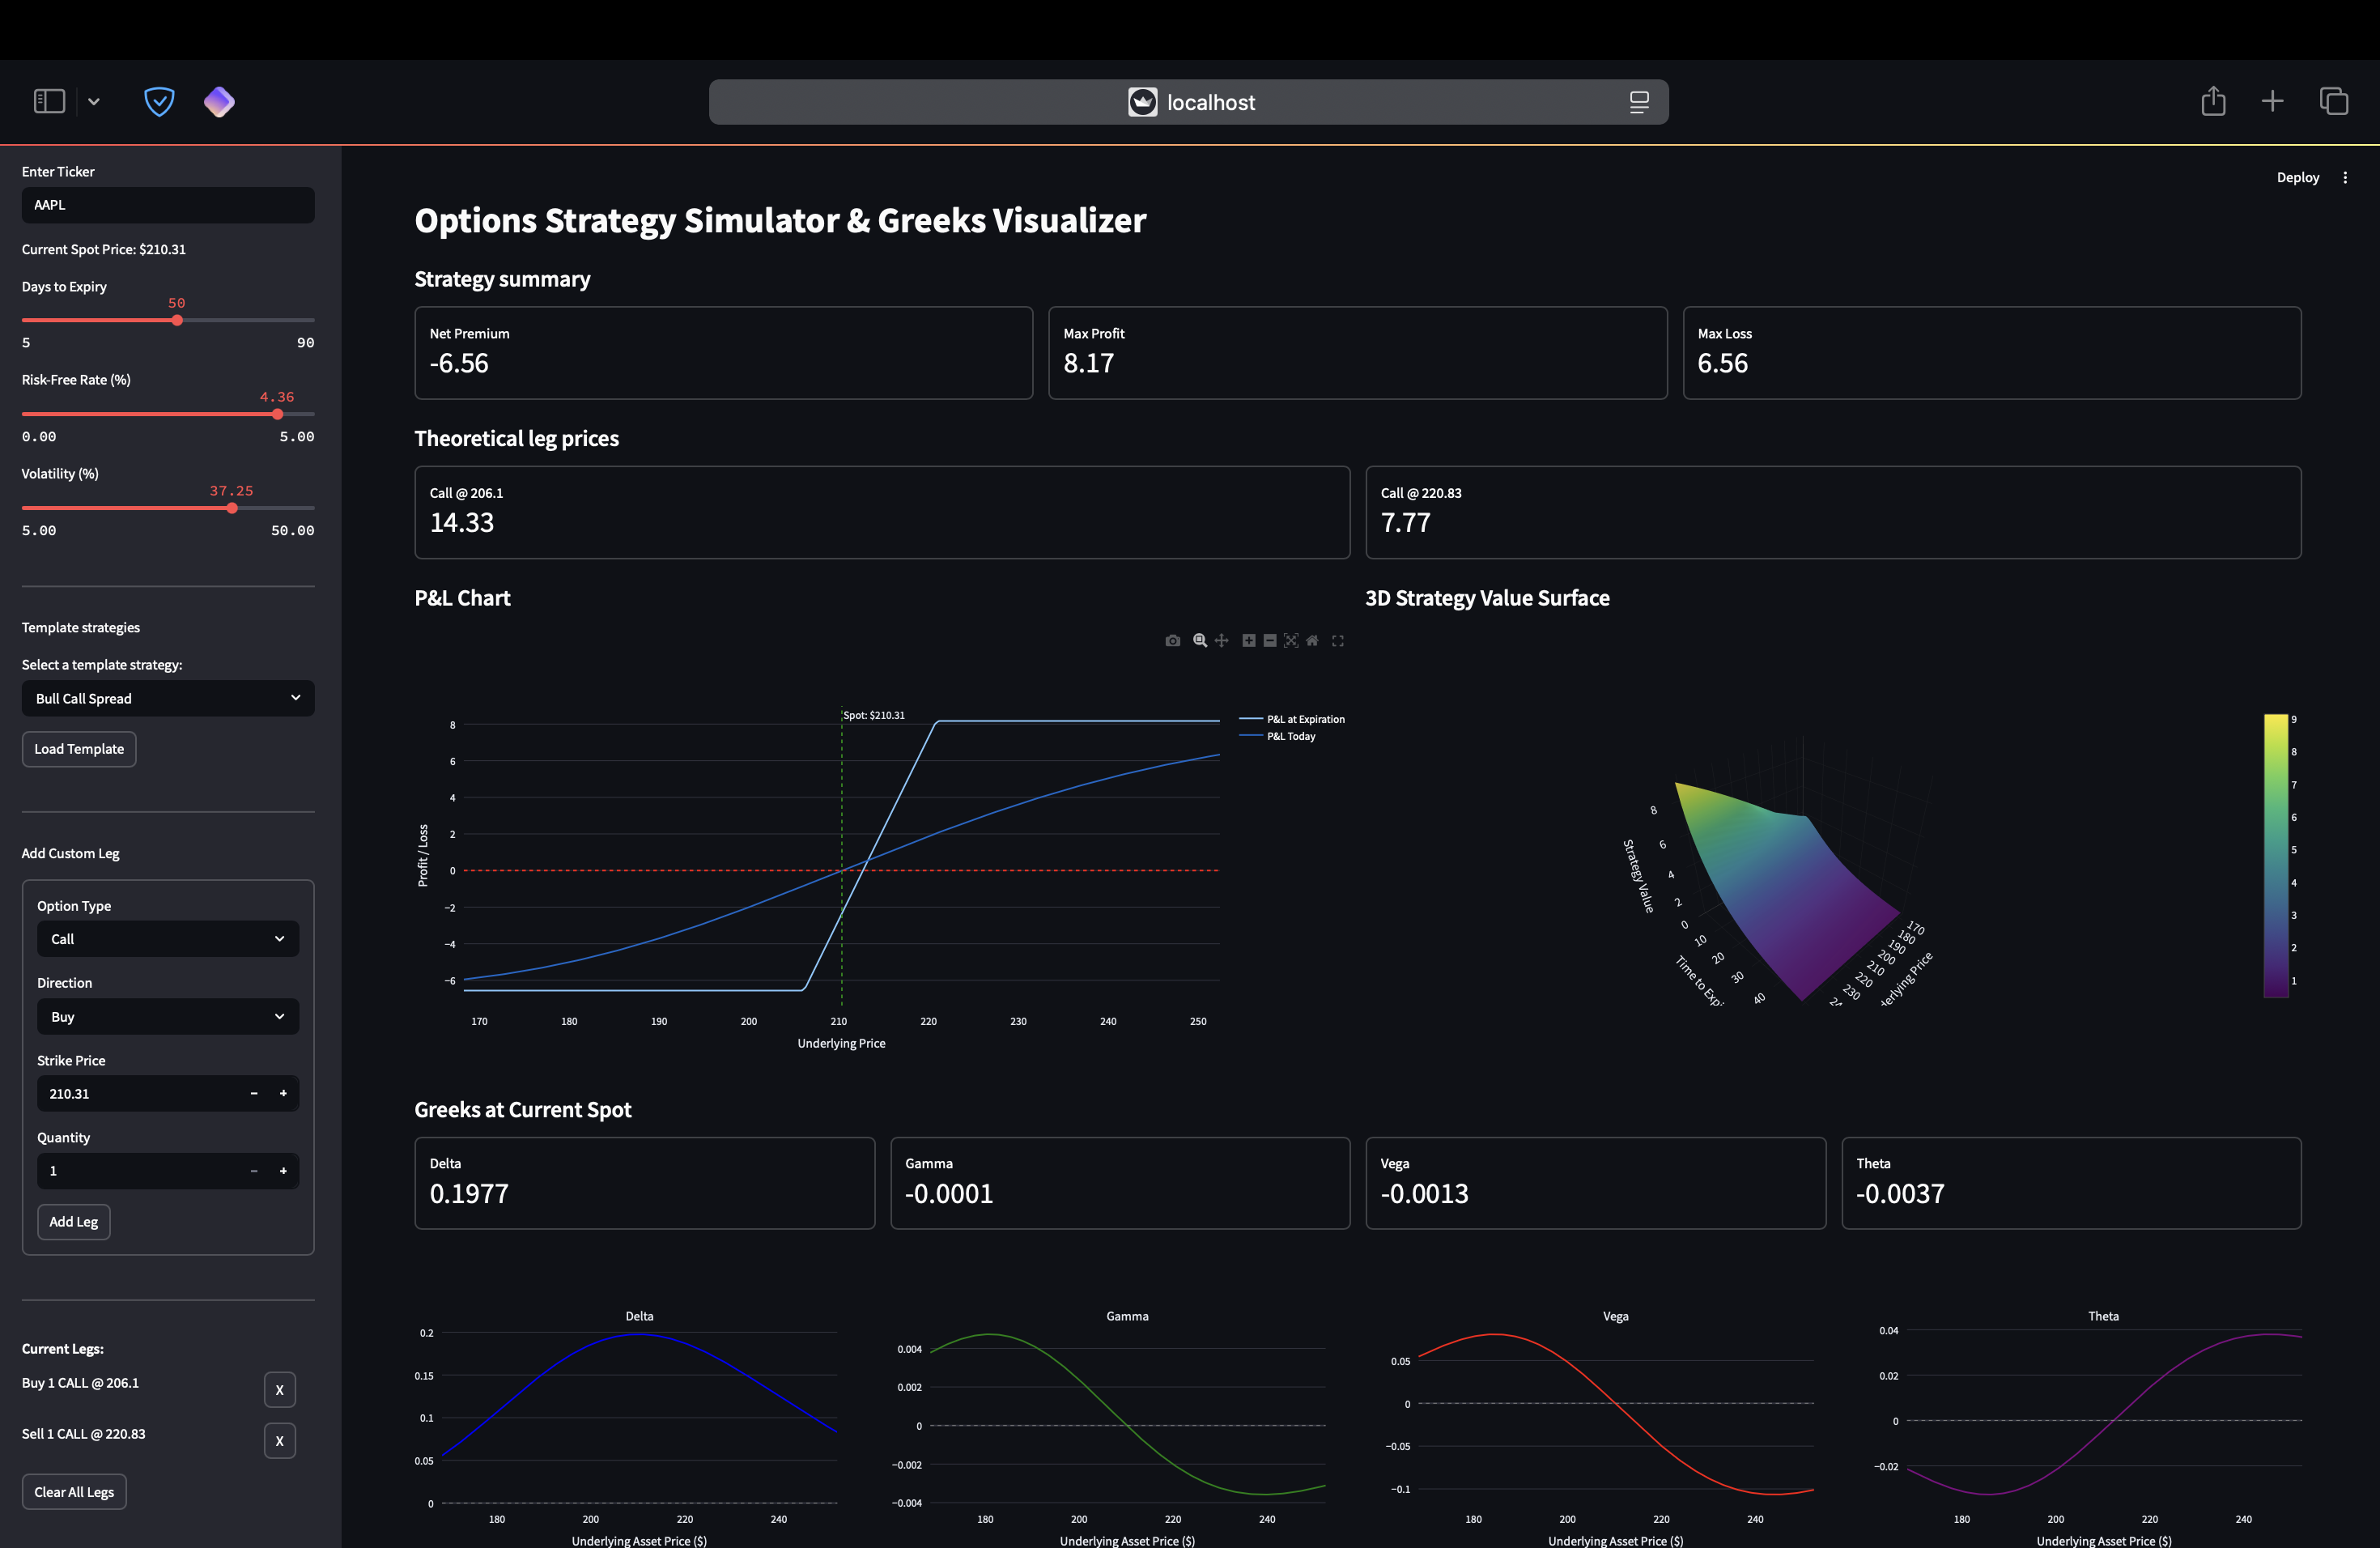 localhost
Enter Ticker
AAPL
Current Spot Price: $210.31
Days to Expiry
50
5 90
Risk-Free Rate (%)
4.36
0.00 5.00
Volatility (%)
37.25
5.00 50.00
Template strategies
Select a template strategy:
Bull Call Spread
Load Template
Add Custom Leg
Option Type
Call
Direction
Buy
Strike Price
210.31
Quantity
1
Add Leg
Current Legs:
Buy 1 CALL @ 206.1 X
Sell 1 CALL @ 220.83 X
Clear All Legs
Deploy
Options Strategy Simulator & Greeks Visualizer
Strategy summary
Net Premium
-6.56
Max Profit
8.17
Max Loss
6.56
Theoretical leg prices
Call @ 206.1
14.33
Call @ 220.83
7.77
P&L Chart
Spot: $210.31
P&L at Expiration
P&L Today
8
6
4
2
0
−2
−4
−6
Profit / Loss
170 180 190 200 210 220 230 240 250
Underlying Price
3D Strategy Value Surface
8
6
4
2
0
Strategy Value
10
20
30
40
Time to Expi
170
180
190
200
210
220
230
24
derlying Price
9
8
7
6
5
4
3
2
1
Greeks at Current Spot
Delta
0.1977
Gamma
-0.0001
Vega
-0.0013
Theta
-0.0037
Delta
0.2
0.15
0.1
0.05
0
180 200 220 240
Underlying Asset Price ($)
Gamma
0.004
0.002
0
−0.002
−0.004
180 200 220 240
Underlying Asset Price ($)
Vega
0.05
0
−0.05
−0.1
180 200 220 240
Underlying Asset Price ($)
Theta
0.04
0.02
0
−0.02
180 200 220 240
Underlying Asset Price ($)